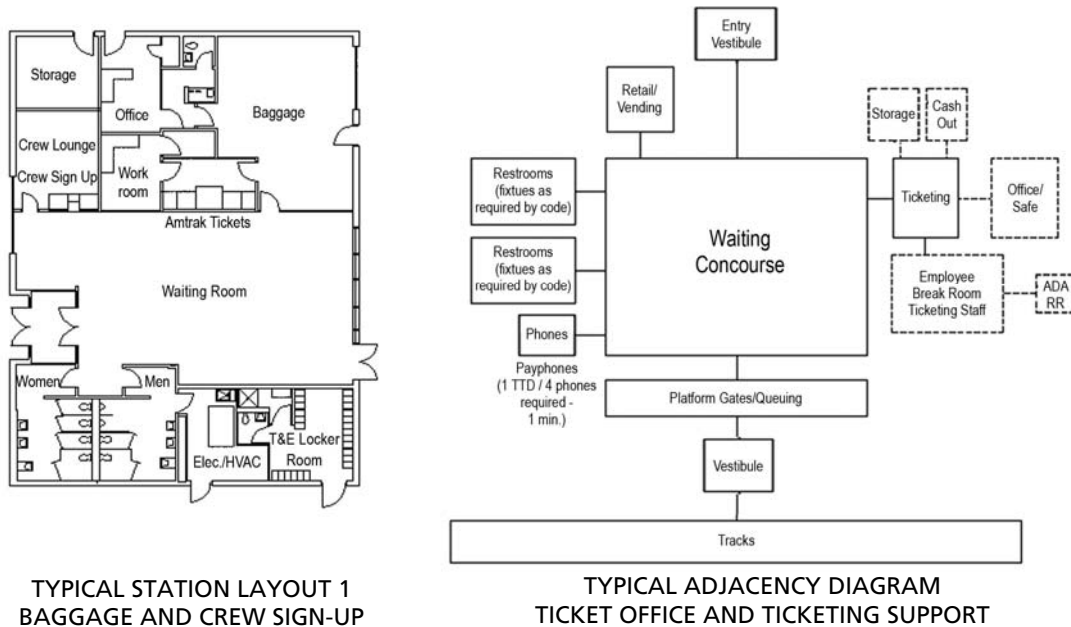 Storage
Office
Baggage
Crew Lounge
Crew Sign Up
Work
room
Amtrak Tickets
Waiting Room
Women
Men
T&E Locker
Room
Elec./HVAC
TYPICAL STATION LAYOUT 1
BAGGAGE AND CREW SIGN-UP
Entry
Vestibule
Retail/
Vending
Storage
Cash
Out
Restrooms
(fixtues as
required by code)
Ticketing
Office/
Safe
Waiting
Concourse
Restrooms
(fixtues as
required by code)
Employee
Break Room
Ticketing Staff
ADA
RR
Phones
Payphones
(1 TTD / 4 phones
required -
1 min.)
Platform Gates/Queuing
Vestibule
Tracks
TYPICAL ADJACENCY DIAGRAM
TICKET OFFICE AND TICKETING SUPPORT